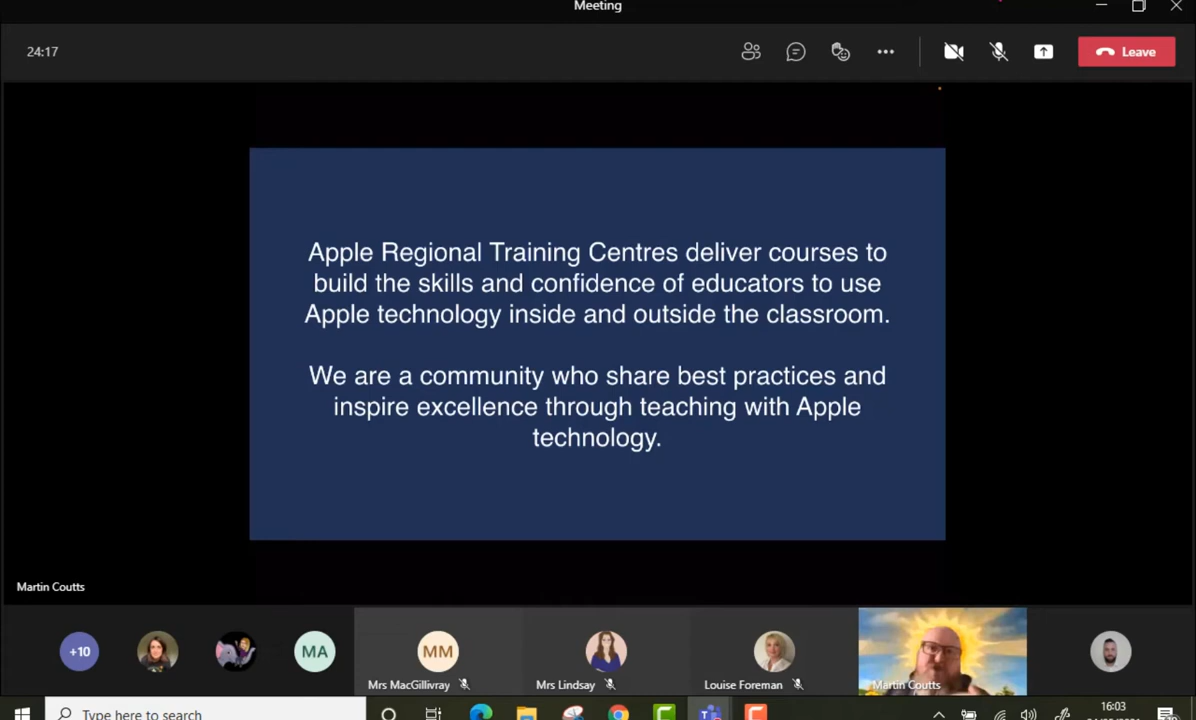 Meeting
24:17
Leave
Apple Regional Training Centres deliver courses to
build the skills and confidence of educators to use
Apple technology inside and outside the classroom.
We are a community who share best practices and
inspire excellence through teaching with Apple
technology.
Martin Coutts
+10
MA
MM
Mrs MacGillivray
Mrs Lindsay
Louise Foreman
Martin Coutts
Type here to search
16:03